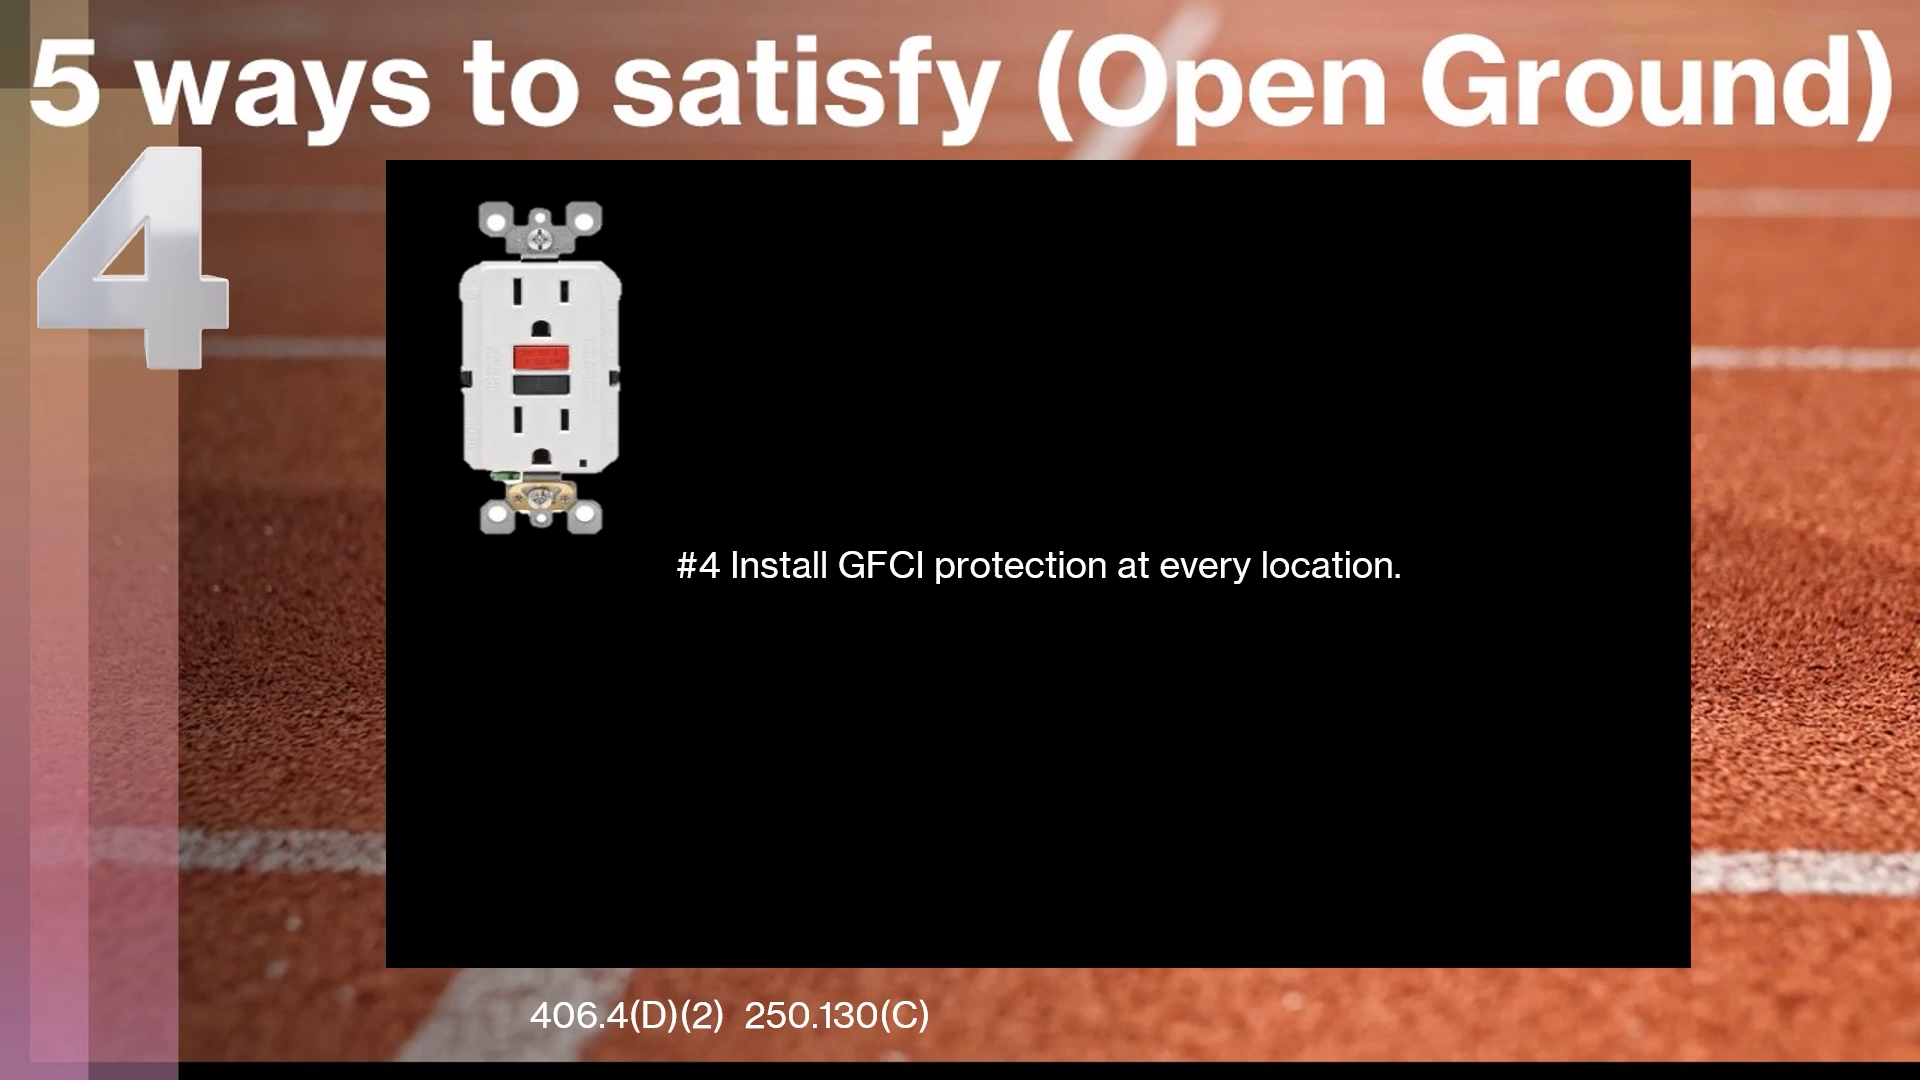 5 ways to satisfy (Open Ground)
4
#4 Install GFCI protection at every location.
406.4(D)(2) 250.130(C)